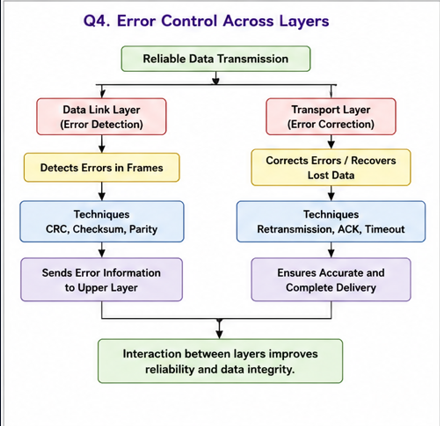 Q4. Error Control Across Layers
Reliable Data Transmission
Data Link Layer
(Error Detection)
Detects Errors in Frames
Techniques
CRC, Checksum, Parity
Sends Error Information
to Upper Layer
Transport Layer
(Error Correction)
Corrects Errors / Recovers
Lost Data
Techniques
Retransmission, ACK, Timeout
Ensures Accurate and
Complete Delivery
Interaction between layers improves
reliability and data integrity.